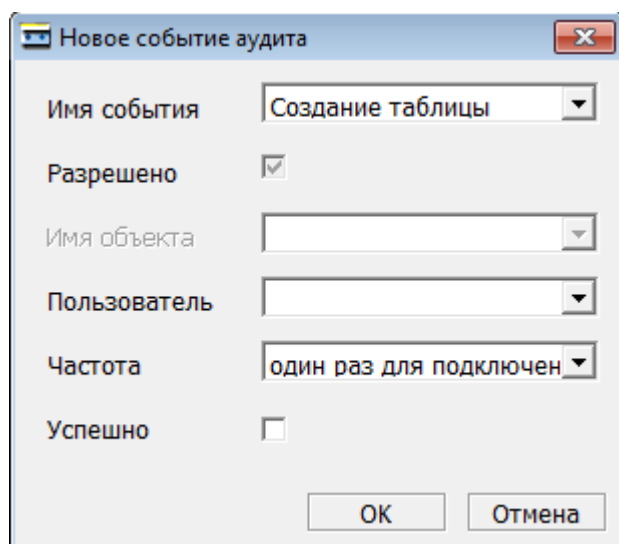 Новое событие аудита
Имя события Создание таблицы
Разрешено
Имя объекта
Пользователь
Частота один раз для подключен
Успешно
OK Отмена